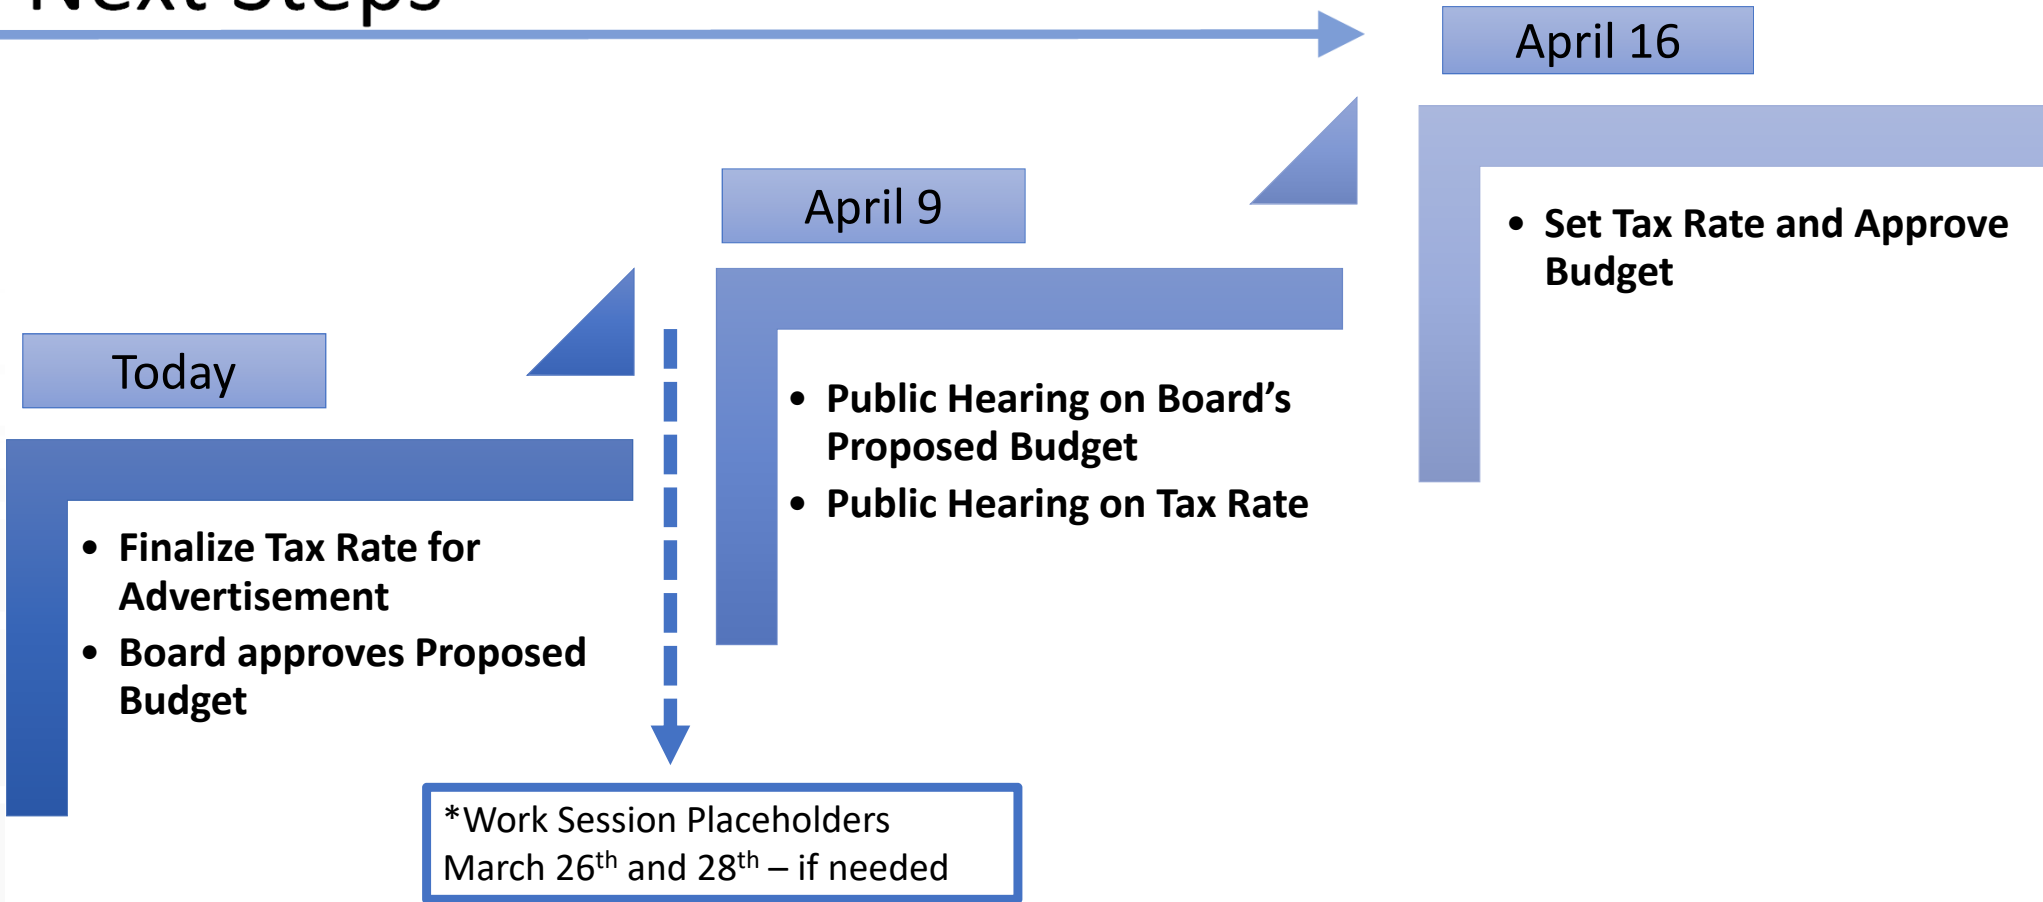 Next Steps
Today
• Finalize Tax Rate for
Advertisement
• Board approves Proposed
Budget
*Work Session Placeholders
March 26th and 28th – if needed
April 9
• Public Hearing on Board’s
Proposed Budget
• Public Hearing on Tax Rate
April 16
• Set Tax Rate and Approve
Budget